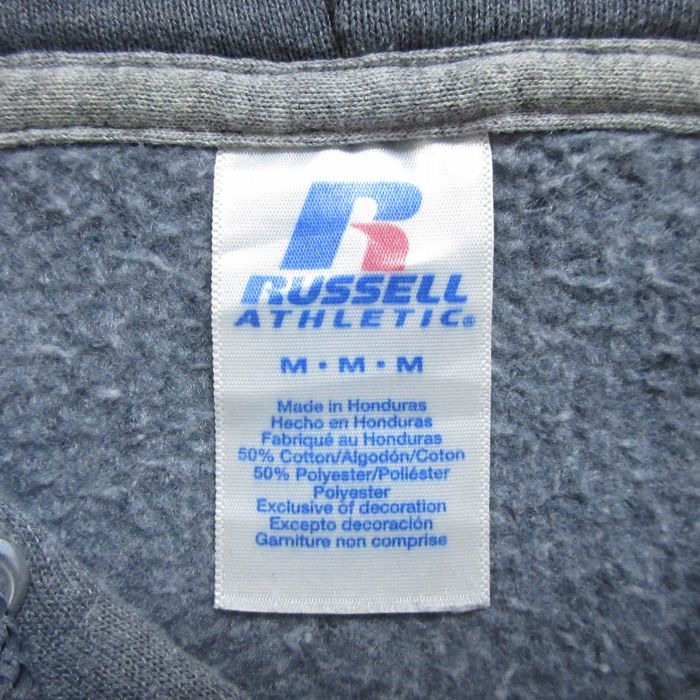 R
RUSSELL
ATHLETIC®
M • M • M
Made in Honduras
Hecho en Honduras
Fabriqué au Honduras
50% Cotton/Algodón/Coton
50% Polyester/Poliéster
Polyester
Exclusive of decoration
Excepto decoración
Garniture non comprise